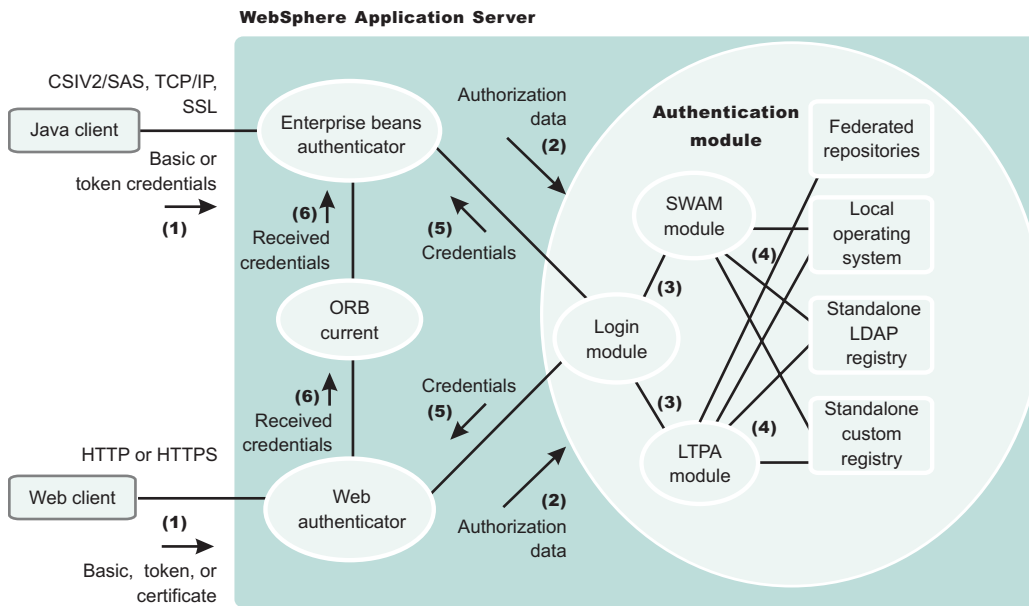 WebSphere Application Server
CSIV2/SAS, TCP/IP,
SSL
Java client
Basic or
token credentials
(1)
Enterprise beans
authenticator
Authorization
data
(2)
Authentication
module
Federated
repositories
(6)
Received
credentials
(5)
Credentials
SWAM
module
(4)
Local
operating
system
(3)
ORB
current
Login
module
Standalone
LDAP
registry
(6)
Received
credentials
Credentials
(5)
(3)
(4)
LTPA
module
Standalone
custom
registry
HTTP or HTTPS
Web client
(1)
Basic, token, or
certificate
Web
authenticator
(2)
Authorization
data